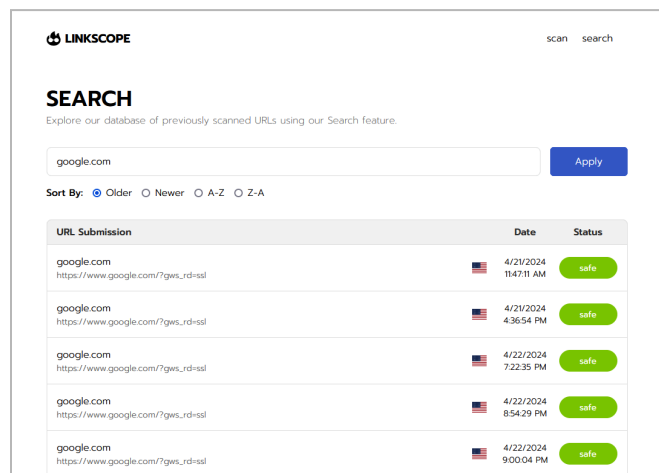 LINKSCOPE
scan search
SEARCH
Explore our database of previously scanned URLs using our Search feature.
google.com
Apply
Sort By: Older Newer A-Z Z-A
URL Submission Date Status
google.com
https://www.google.com/?gws_rd=ssl
4/21/2024
11:47:11 AM
safe
google.com
https://www.google.com/?gws_rd=ssl
4/21/2024
4:36:54 PM
safe
google.com
https://www.google.com/?gws_rd=ssl
4/22/2024
7:22:35 PM
safe
google.com
https://www.google.com/?gws_rd=ssl
4/22/2024
8:54:29 PM
safe
google.com
https://www.google.com/?gws_rd=ssl
4/22/2024
9:00:04 PM
safe